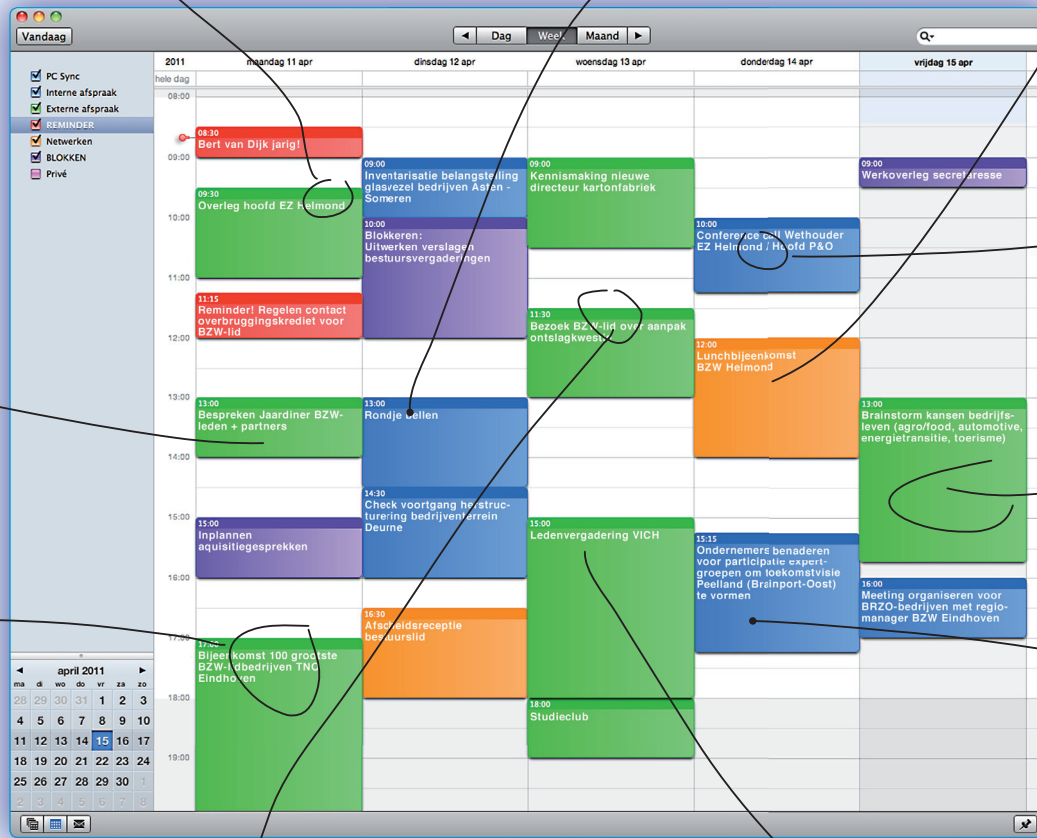 Vandaag
Dag Week Maand
PC Sync
Interne afspraak
Externe afspraak
REMINDER
Netwerken
BLOKKEN
Privé
2011 maandag 11 apr dinsdag 12 apr woensdag 13 apr donderdag 14 apr vrijdag 15 apr
hele dag
08:00
09:00
10:00
11:00
12:00
13:00
14:00
15:00
16:00
17:00
18:00
19:00
08:30
Bert van Dijk jarig!
09:30
Overleg hoofd EZ Helmond
11:15
Reminder! Regelen contact
overbruggingskrediet voor
BZW-lid
13:00
Bespreken Jaardiner BZW-
leden + partners
15:00
Inplannen
aquisitiegesprekken
17:00
Bijeenkomst 100 grootste
BZW-lidbedrijven TNO
Eindhoven
09:00
Inventarisatie belangstelling
glasvezel bedrijven Asten -
Someren
10:00
Blokkeren:
Uitwerken verslagen
bestuursvergaderingen
13:00
Rondje bellen
14:30
Check voortgang herstruc-
turering bedrijventerrein
Deurne
16:30
Afscheidsreceptie
bestuurslid
09:00
Kennismaking nieuwe
directeur kartonfabriek
11:30
Bezoek BZW-lid over aanpak
ontslagkwestie
15:00
Ledenvergadering VICH
18:00
Studieclub
10:00
Conference call Wethouder
EZ Helmond / Hoofd P&O
12:00
Lunchbijeenkomst
BZW Helmond
15:15
Ondernemers benaderen
voor participatie expert-
groepen om toekomstvisie
Peelland (Brainport-Oost)
te vormen
09:00
Werkoverleg secretaresse
13:00
Brainstorm kansen bedrijfs-
leven (agro/food, automotive,
energietransitie, toerisme)
16:00
Meeting organiseren voor
BRZO-bedrijven met regio-
manager BZW Eindhoven
april 2011
ma di wo do vr za zo
28 29 30 31 1 2 3
4 5 6 7 8 9 10
11 12 13 14 15 16 17
18 19 20 21 22 23 24
25 26 27 28 29 30 1
2 3 4 5 6 7 8